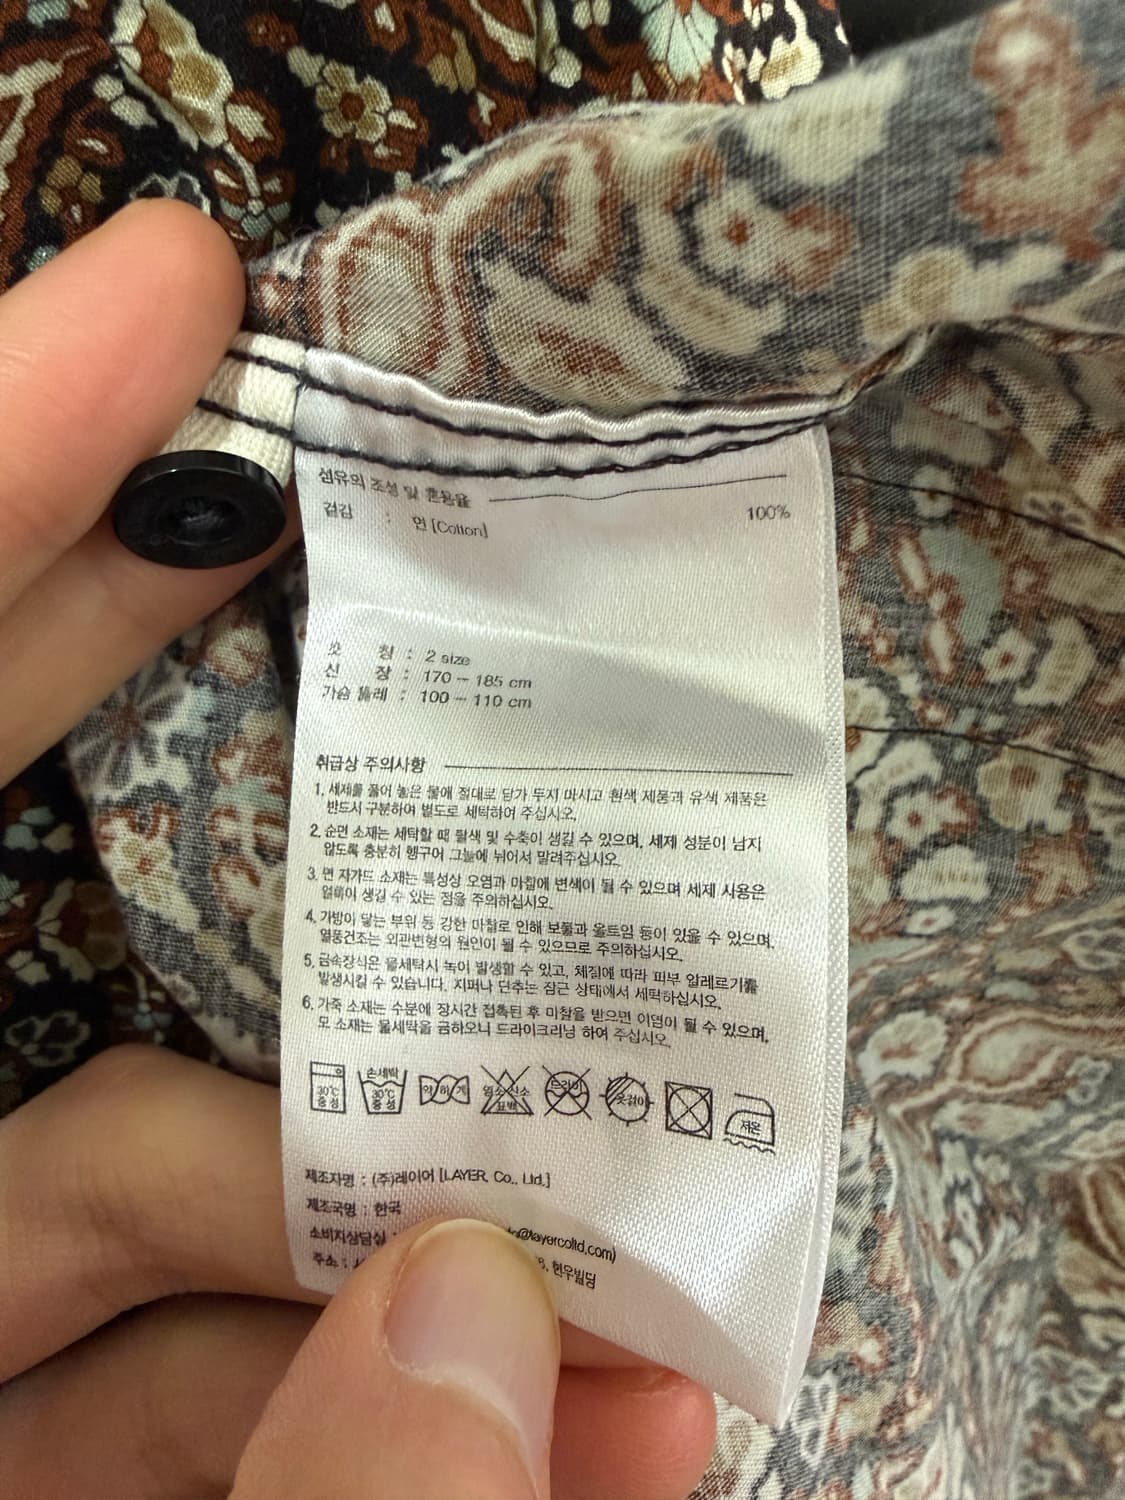 섬유의 조성 및 혼용율
겉감 : 면 [Cotton] 100%
호 칭 : 2 size
신 장 : 170 - 185 cm
가슴 둘레 : 100 - 110 cm
취급상 주의사항
1. 세제를 풀어 놓은 물에 절대로 담가 두지 마시고 흰색 제품과 유색 제품은
반드시 구분하여 별도로 세탁하여 주십시오.
2. 순면 소재는 세탁할 때 탈색 및 수축이 생길 수 있으며, 세제 성분이 남지
않도록 충분히 헹구어 그늘에 뉘어서 말려주십시오.
3. 면 자가드 소재는 특성상 오염과 마찰에 변색이 될 수 있으며 세제 사용은
얼룩이 생길 수 있는 점을 주의하십시오.
4. 가방이 닿는 부위 등 강한 마찰로 인해 보풀과 올트임 등이 있을 수 있으며,
열풍건조는 외관변형의 원인이 될 수 있으므로 주의하십시오.
5. 금속장식은 물세탁시 녹이 발생할 수 있고, 체질에 따라 피부 알레르기를
발생시킬 수 있습니다. 지퍼나 단추는 잠근 상태에서 세탁하십시오.
6. 가죽 소재는 수분에 장시간 접촉된 후 마찰을 받으면 이염이 될 수 있으며,
모 소재는 물세탁을 금하오니 드라이크리닝 하여 주십시오.
30℃ 중성 손세탁 30℃ 중성 약하게 염소 산소 표백 드라이 옷걸이 저온
제조자명 : (주)레이어 [LAYER. Co., Ltd.]
제조국명 : 한국
소비자상담실 : @layercoltd.com)
주소 : 현우빌딩